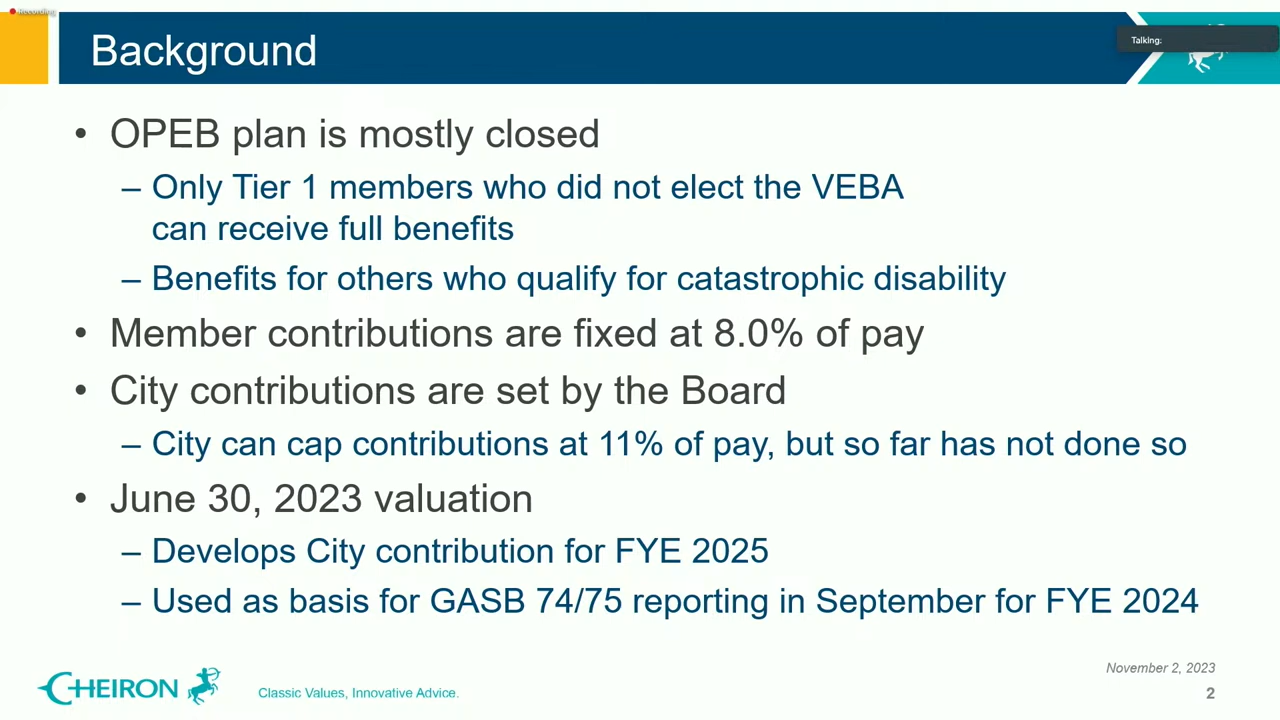 Recording
Talking:
Background
• OPEB plan is mostly closed
– Only Tier 1 members who did not elect the VEBA
can receive full benefits
– Benefits for others who qualify for catastrophic disability
• Member contributions are fixed at 8.0% of pay
• City contributions are set by the Board
– City can cap contributions at 11% of pay, but so far has not done so
• June 30, 2023 valuation
– Develops City contribution for FYE 2025
– Used as basis for GASB 74/75 reporting in September for FYE 2024
November 2, 2023
CHEIRON
Classic Values, Innovative Advice.
2